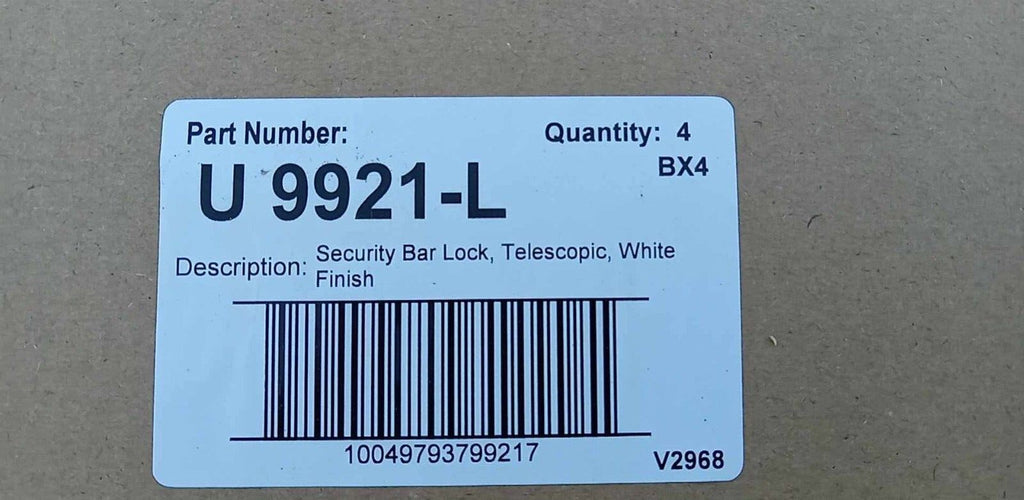 Part Number:
Quantity: 4
BX4
U 9921-L
Description: Security Bar Lock, Telescopic, White
Finish
10049793799217
V2968